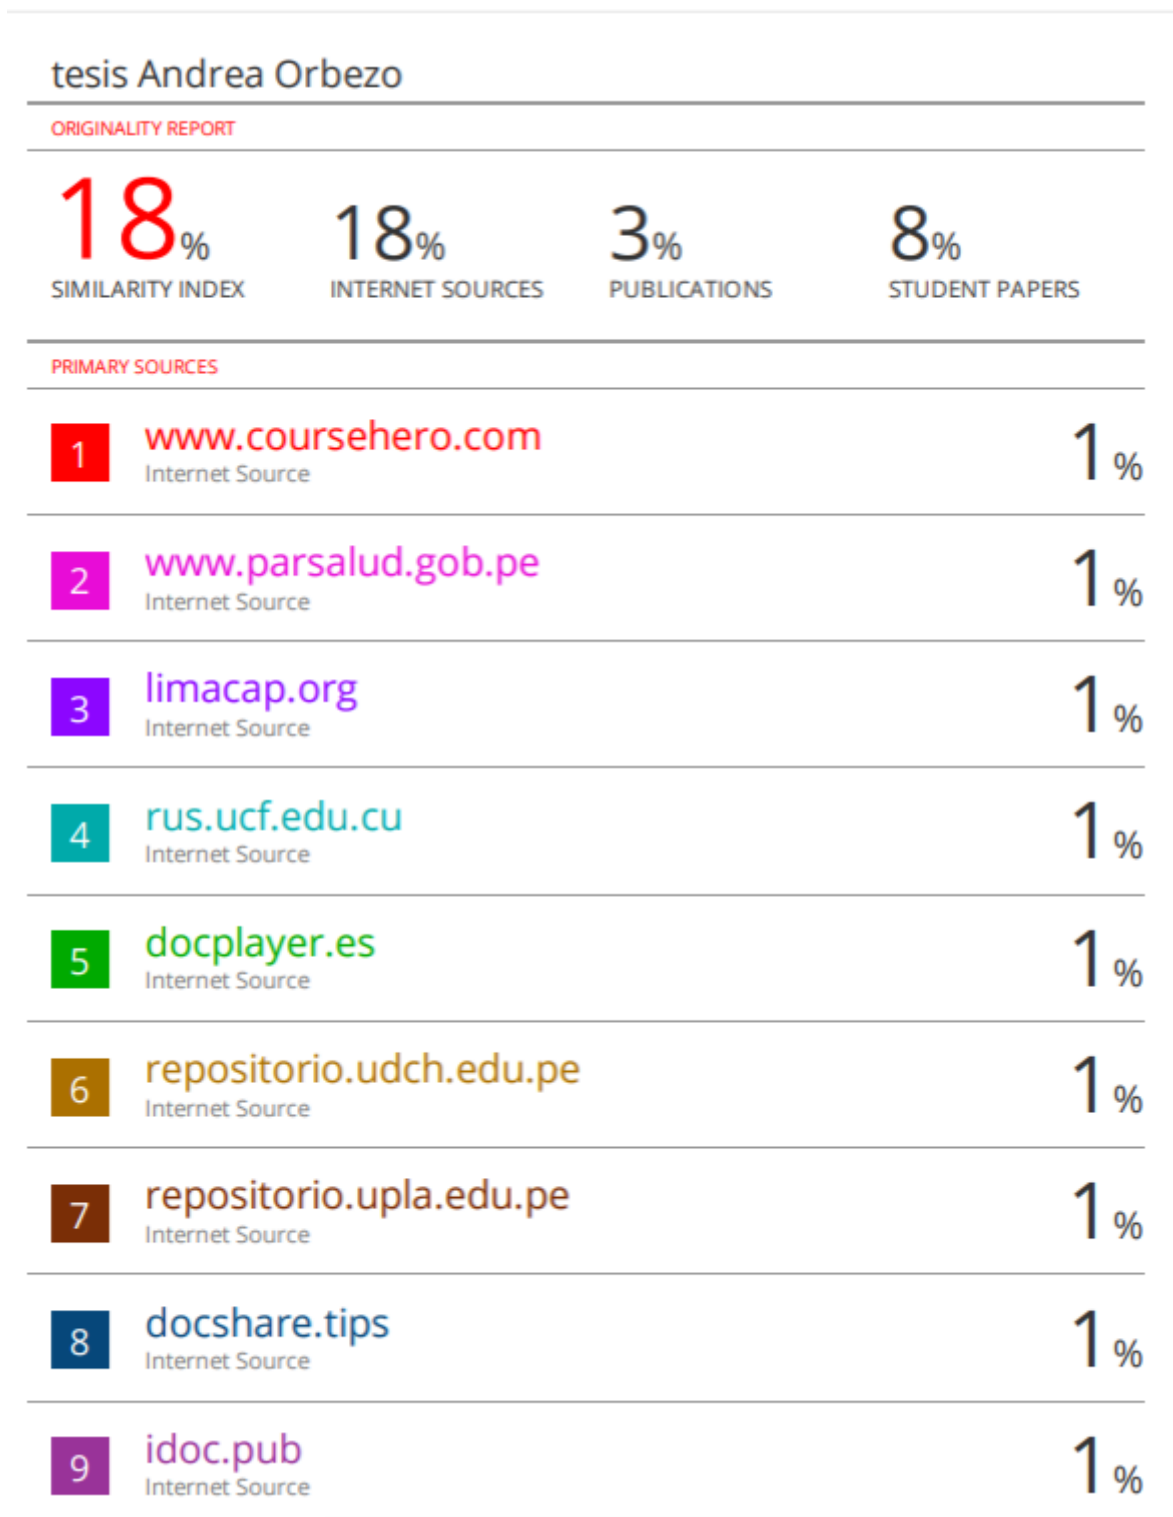 tesis Andrea Orbezo
ORIGINALITY REPORT
18% 18% 3% 8%
SIMILARITY INDEX INTERNET SOURCES PUBLICATIONS STUDENT PAPERS
PRIMARY SOURCES
1 www.coursehero.com 1%
Internet Source
2 www.parsalud.gob.pe 1%
Internet Source
3 limacap.org 1%
Internet Source
4 rus.ucf.edu.cu 1%
Internet Source
5 docplayer.es 1%
Internet Source
6 repositorio.udch.edu.pe 1%
Internet Source
7 repositorio.upla.edu.pe 1%
Internet Source
8 docshare.tips 1%
Internet Source
9 idoc.pub 1%
Internet Source